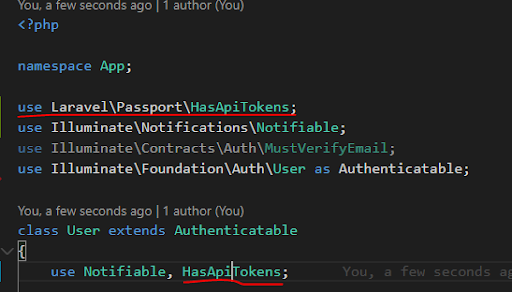 You, a few seconds ago | 1 author (You)
<?php
namespace App;
use Laravel\Passport\HasApiTokens;
use Illuminate\Notifications\Notifiable;
use Illuminate\Contracts\Auth\MustVerifyEmail;
use Illuminate\Foundation\Auth\User as Authenticatable;
You, a few seconds ago | 1 author (You)
class User extends Authenticatable
{
use Notifiable, HasApiTokens; You, a few seconds ag